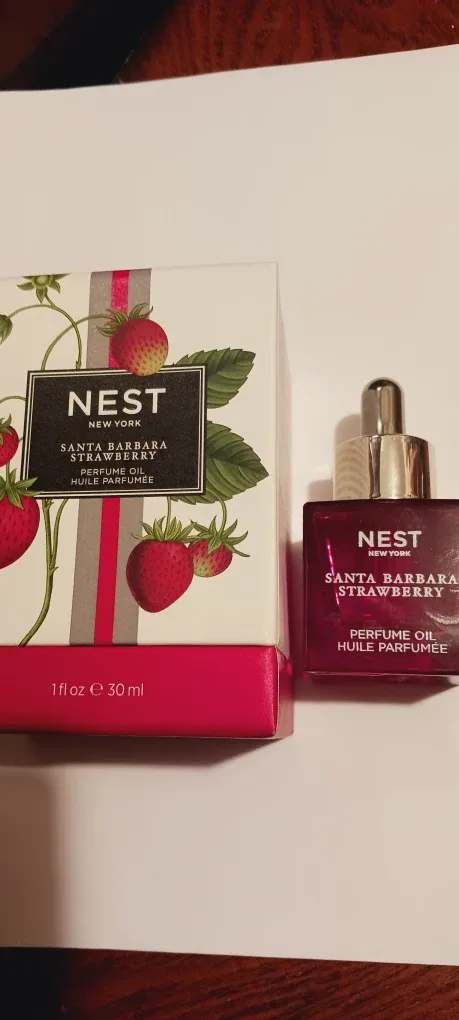 NEST
NEW YORK
SANTA BARBARA
STRAWBERRY
PERFUME OIL
HUILE PARFUMÉE
1 fl oz ℮ 30 ml
NEST
NEW YORK
SANTA BARBARA
STRAWBERRY
PERFUME OIL
HUILE PARFUMÉE